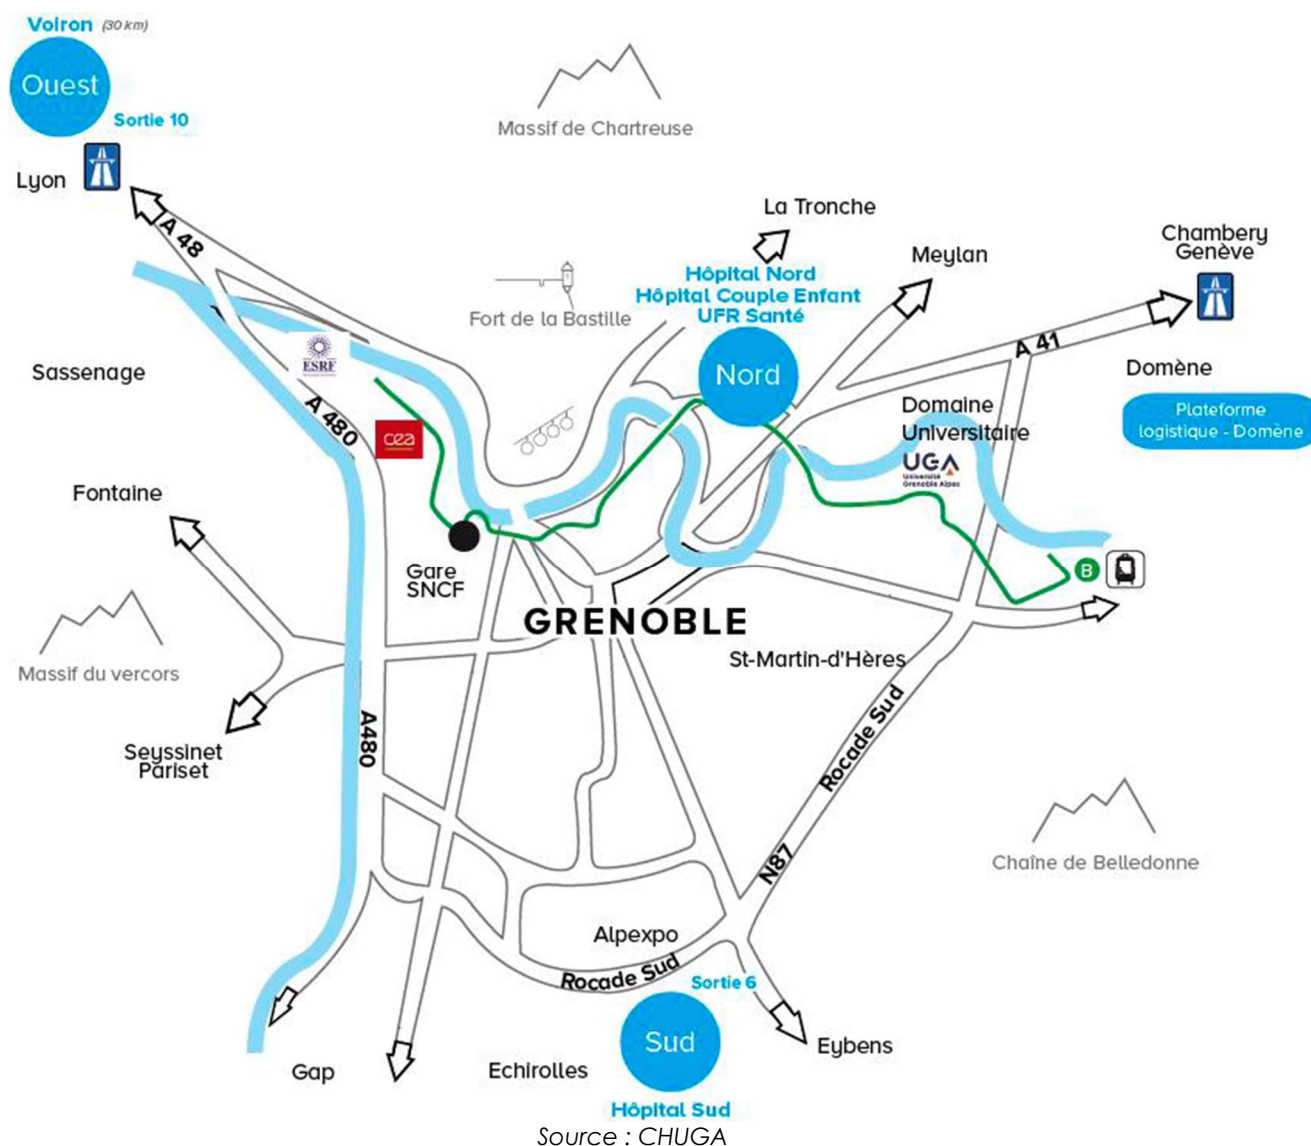 Voiron (30 km)
Ouest
Sortie 10
Lyon
A 48
Massif de Chartreuse
La Tronche
Meylan
Chambery
Genève
Hôpital Nord
Hôpital Couple Enfant
UFR Santé
Nord
Fort de la Bastille
ESRF
Sassenage
A 480
cea
A 41
Domène
Plateforme
logistique - Domène
Domaine
Universitaire
UGA
Université
Grenoble Alpes
Fontaine
Gare
SNCF
B
GRENOBLE
St-Martin-d'Hères
Massif du vercors
Seyssinet
Pariset
A480
Rocade Sud
N87
Chaîne de Belledonne
Alpexpo
Rocade Sud
Sortie 6
Sud
Eybens
Gap
Echirolles
Hôpital Sud
Source : CHUGA